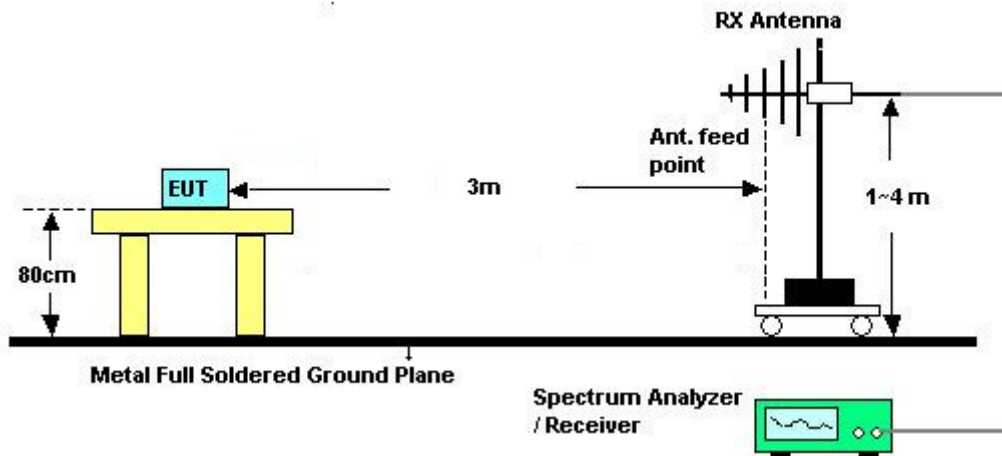 RX Antenna
Ant. feed
point
EUT
3m
1~4 m
80cm
Metal Full Soldered Ground Plane
Spectrum Analyzer
/ Receiver